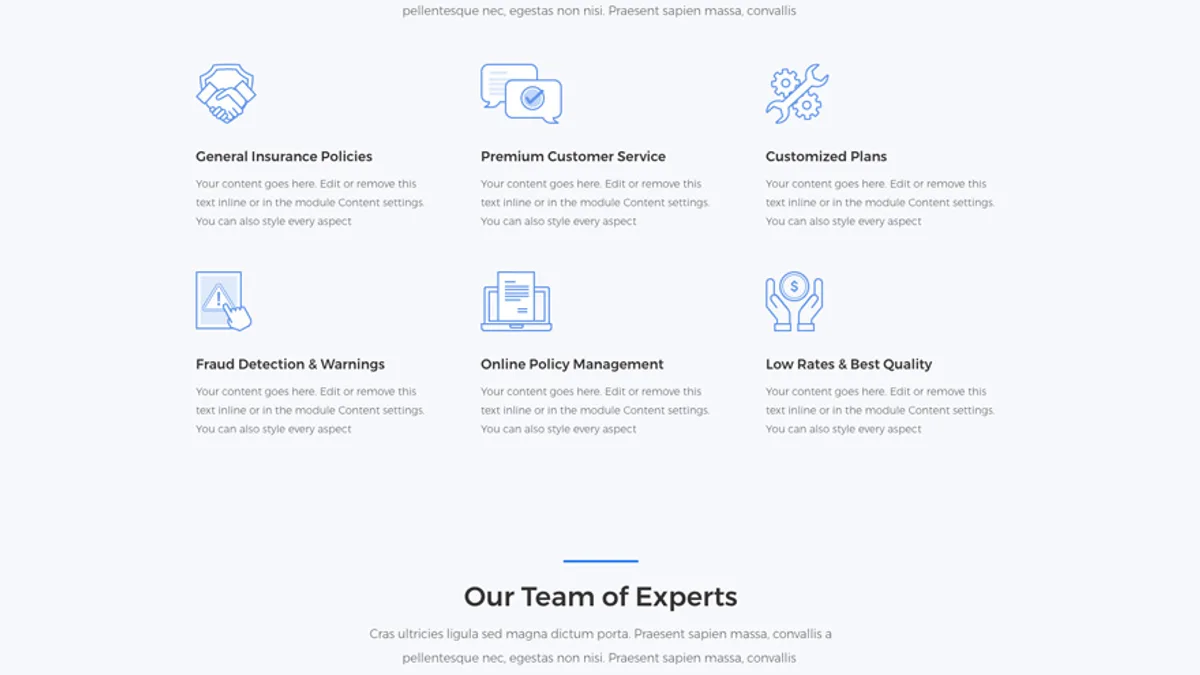 pellentesque nec, egestas non nisi. Praesent sapien massa, convallis
General Insurance Policies
Your content goes here. Edit or remove this
text inline or in the module Content settings.
You can also style every aspect
Premium Customer Service
Your content goes here. Edit or remove this
text inline or in the module Content settings.
You can also style every aspect
Customized Plans
Your content goes here. Edit or remove this
text inline or in the module Content settings.
You can also style every aspect
Fraud Detection & Warnings
Your content goes here. Edit or remove this
text inline or in the module Content settings.
You can also style every aspect
Online Policy Management
Your content goes here. Edit or remove this
text inline or in the module Content settings.
You can also style every aspect
$
Low Rates & Best Quality
Your content goes here. Edit or remove this
text inline or in the module Content settings.
You can also style every aspect
Our Team of Experts
Cras ultricies ligula sed magna dictum porta. Praesent sapien massa, convallis a
pellentesque nec, egestas non nisi. Praesent sapien massa, convallis